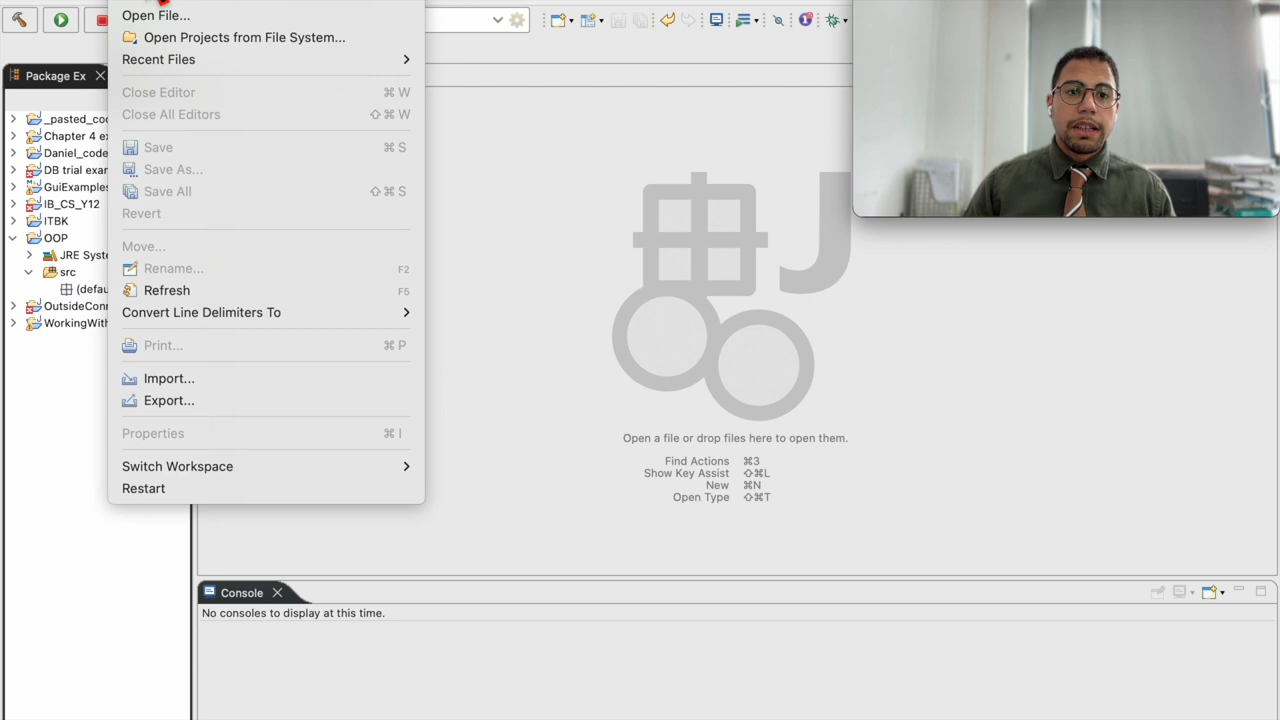 Open File...
Open Projects from File System...
Recent Files
Close Editor ⌘ W
Close All Editors ⇧ ⌘ W
Save ⌘ S
Save As...
Save All ⇧ ⌘ S
Revert
Move...
Rename... F2
Refresh F5
Convert Line Delimiters To
Print... ⌘ P
Import...
Export...
Properties ⌘ I
Switch Workspace
Restart
Package Ex
_pasted_cod
Chapter 4 ex
Daniel_code
DB trial exar
GuiExamples
IB_CS_Y12
ITBK
OOP
JRE Syste
src
(defau
OutsideConn
WorkingWith
J
Open a file or drop files here to open them.
Find Actions ⌘3
Show Key Assist ⇧⌘L
New ⌘N
Open Type ⇧⌘T
Console
No consoles to display at this time.